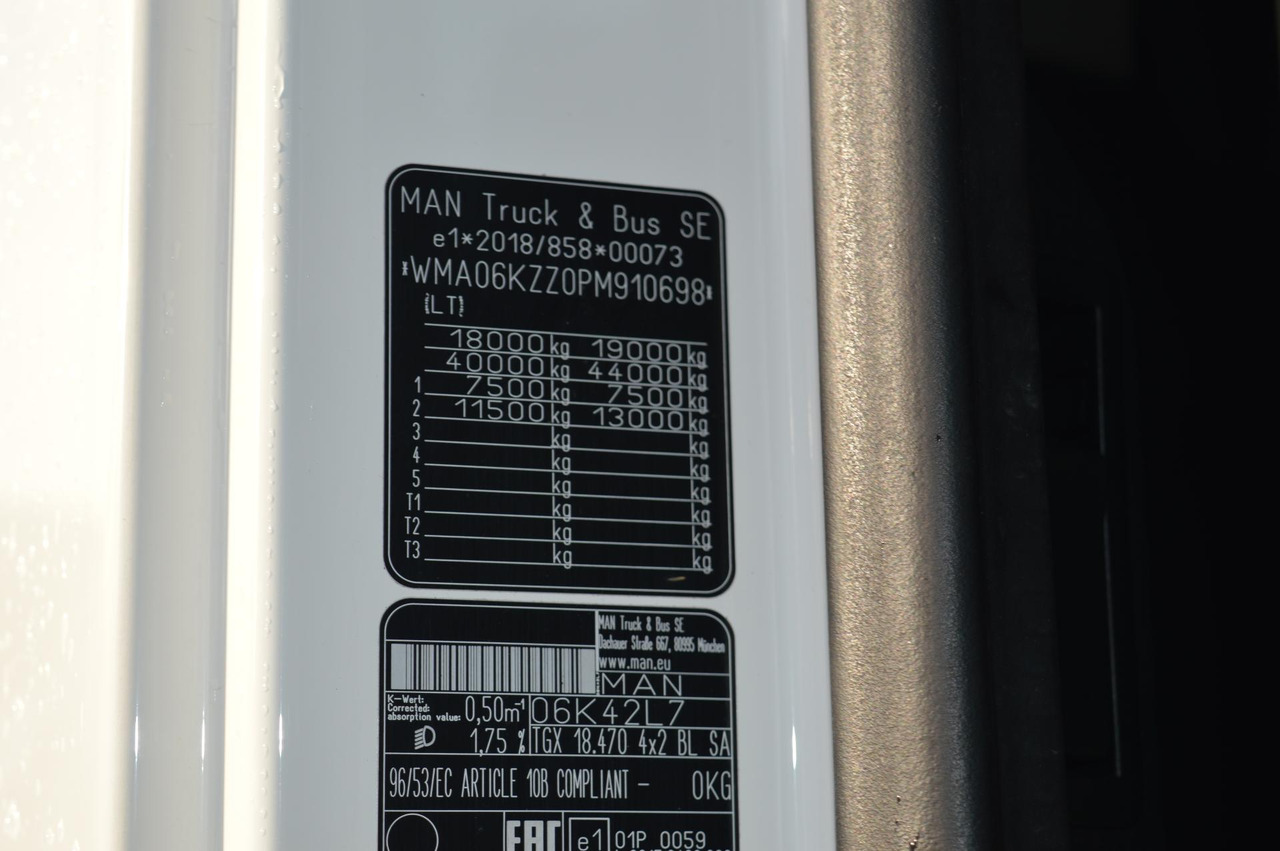 MAN Truck & Bus SE
e1*2018/858*00073
*WMA06KZZ0PM910698*
LT
18000 kg 19000 kg
40000 kg 44000 kg
1 7500 kg 7500 kg
2 11500 kg 13000 kg
3 kg kg
4 kg kg
5 kg kg
T1 kg kg
T2 kg kg
T3 kg kg
MAN Truck & Bus SE
Dachauer Straße 667, 80995 München
www.man.eu
MAN
K-Wert:
Corrected:
absorption value: 0,50m⁻¹ 06K42L7
1,75 % TGX 18.470 4x2 BL SA
96/53/EC ARTICLE 10B COMPLIANT - 0KG
EAC e1 01P 0059